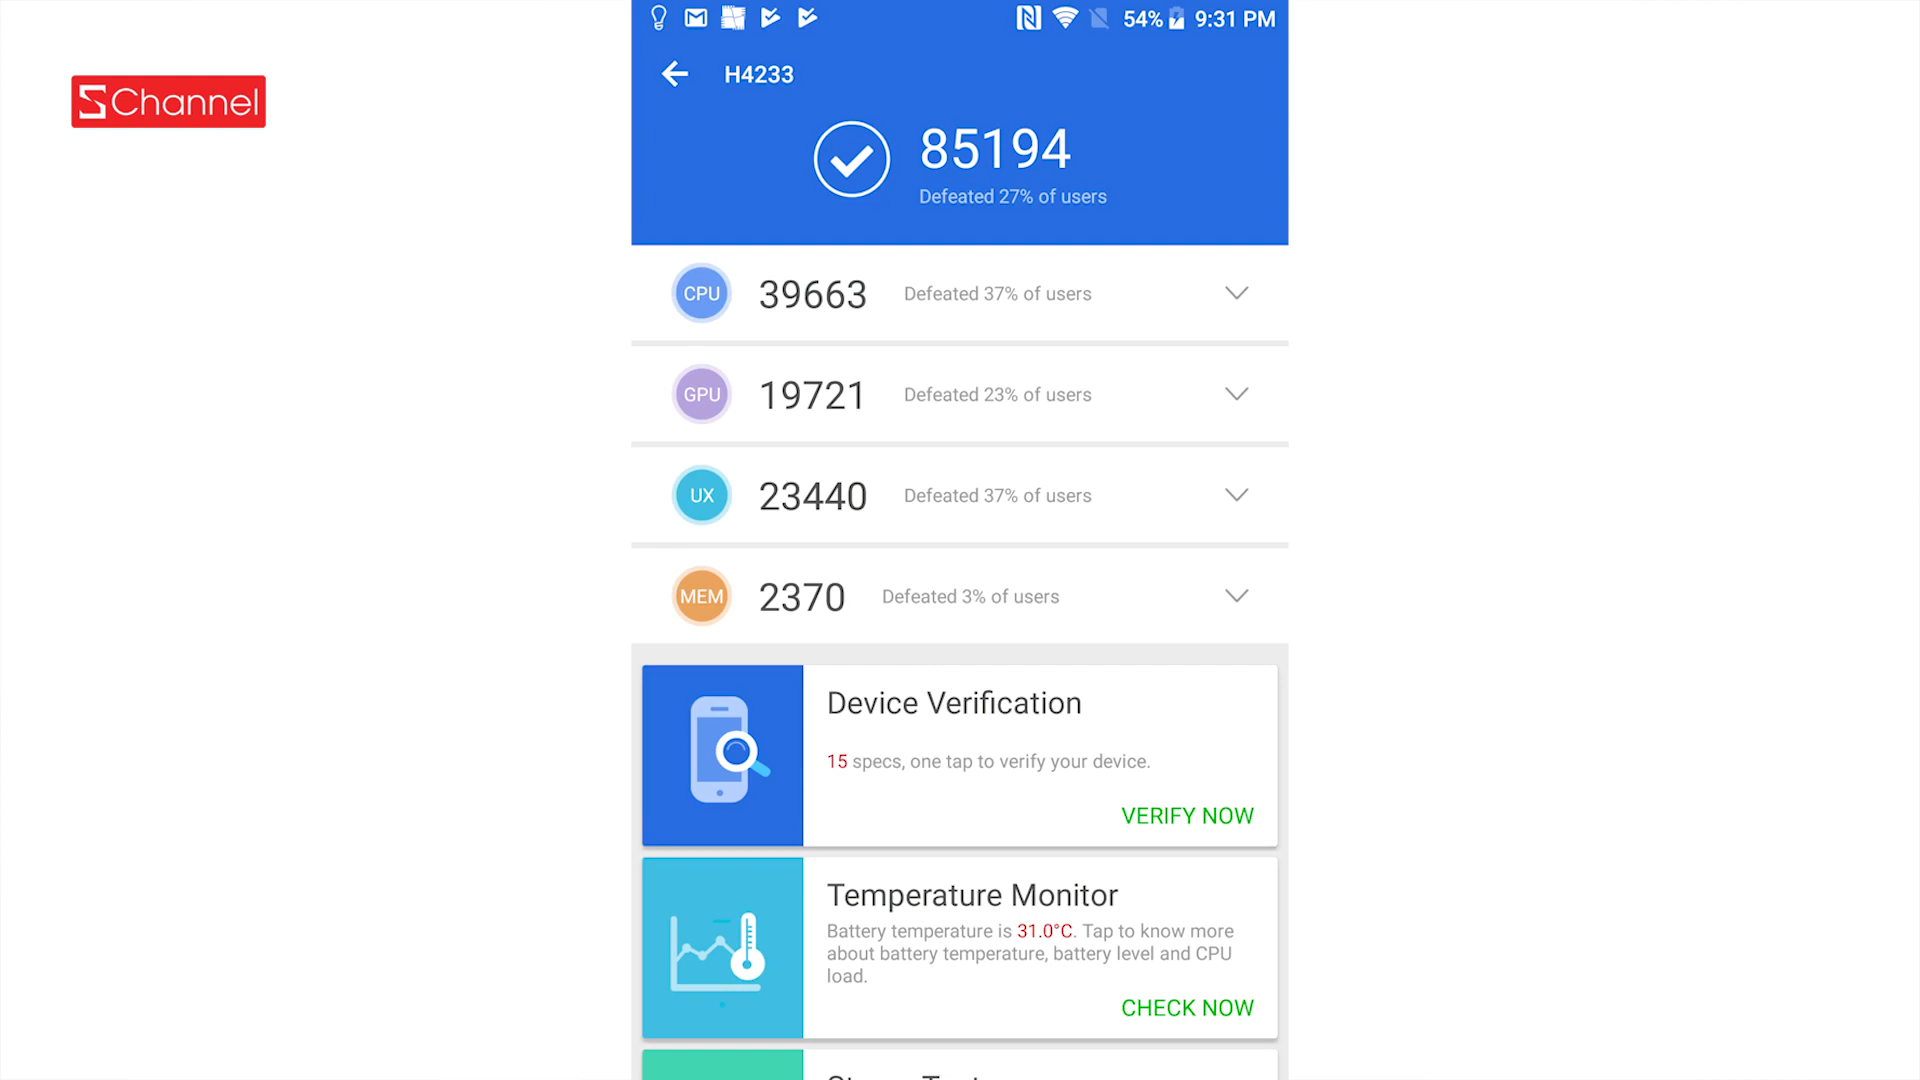 54% 9:31 PM
SChannel
H4233
85194
Defeated 27% of users
CPU 39663 Defeated 37% of users
GPU 19721 Defeated 23% of users
UX 23440 Defeated 37% of users
MEM 2370 Defeated 3% of users
Device Verification
15 specs, one tap to verify your device.
VERIFY NOW
Temperature Monitor
Battery temperature is 31.0°C. Tap to know more
about battery temperature, battery level and CPU
load.
CHECK NOW